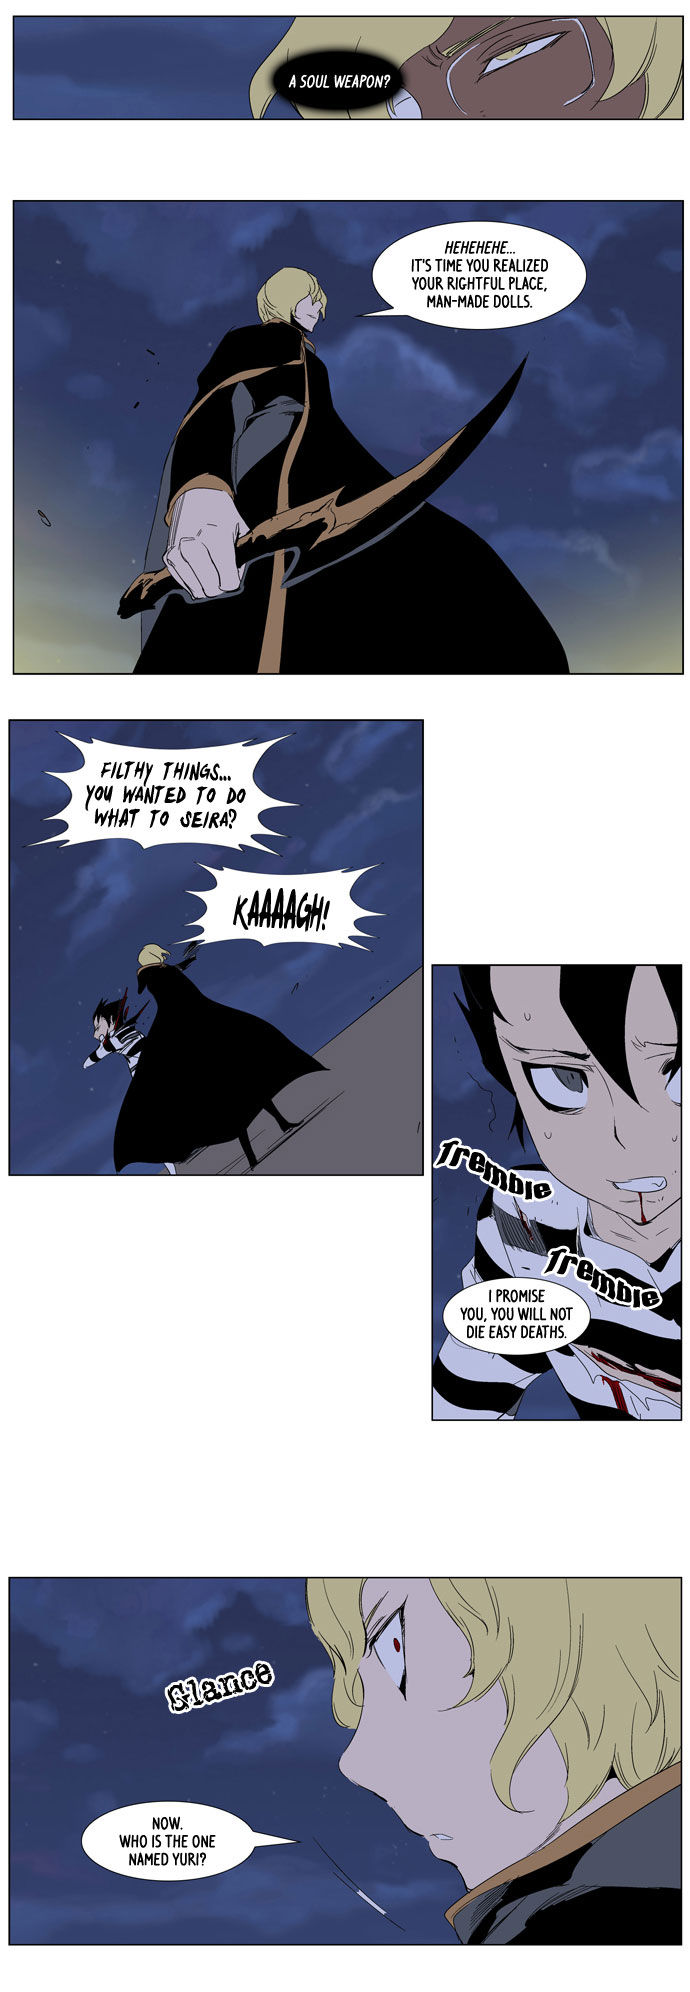 A SOUL WEAPON?
HEHEHEHE...
IT'S TIME YOU REALIZED
YOUR RIGHTFUL PLACE,
MAN-MADE DOLLS.
FILTHY THINGS...
YOU WANTED TO DO
WHAT TO SEIRA?
KAAAAGH!
Tremble
Tremble
I PROMISE
YOU, YOU WILL NOT
DIE EASY DEATHS.
Glance
NOW.
WHO IS THE ONE
NAMED YURI?